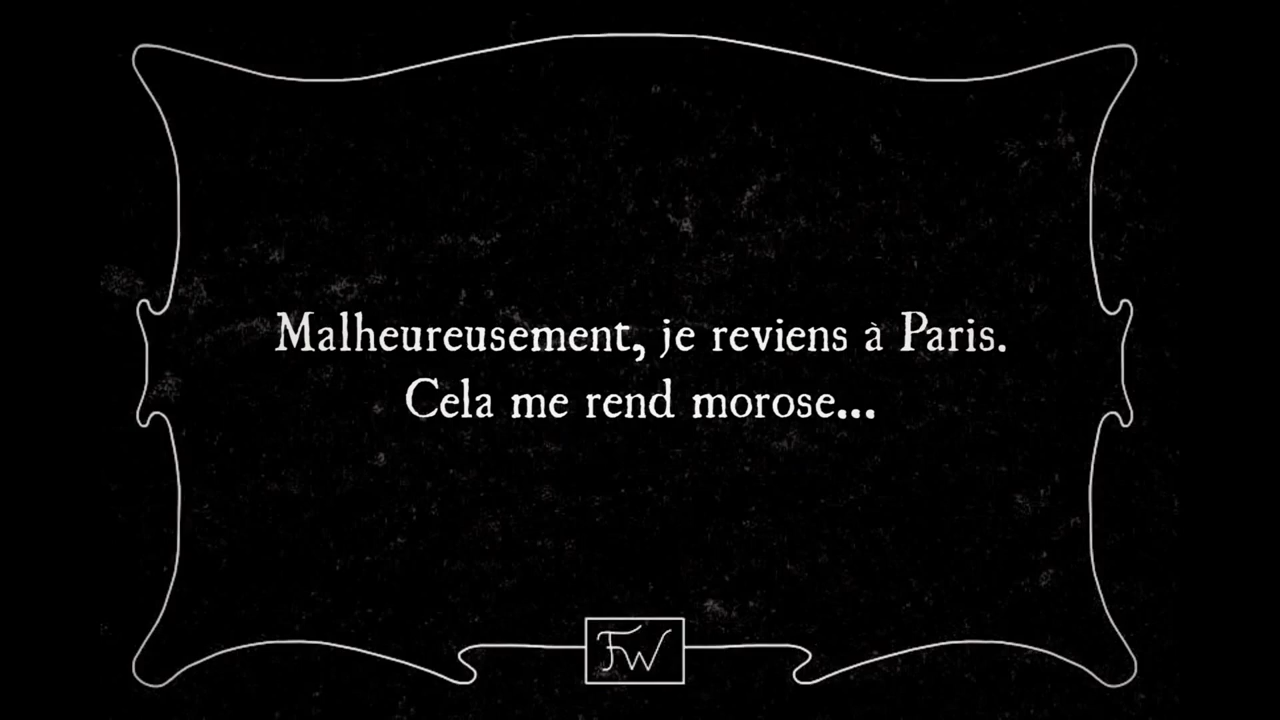 Malheureusement, je reviens à Paris.
Cela me rend morose...
FW